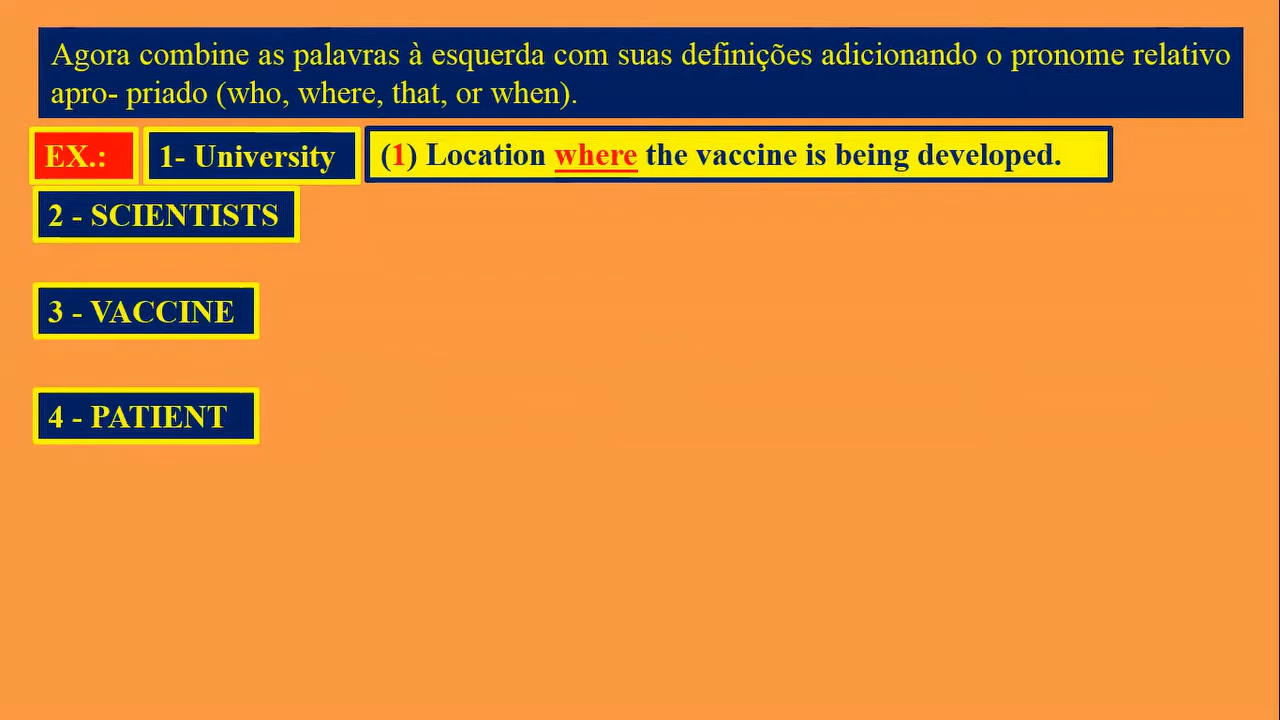 Agora combine as palavras à esquerda com suas definições adicionando o pronome relativo
apro- priado (who, where, that, or when).
EX.: 1- University (1) Location where the vaccine is being developed.
2 - SCIENTISTS
3 - VACCINE
4 - PATIENT